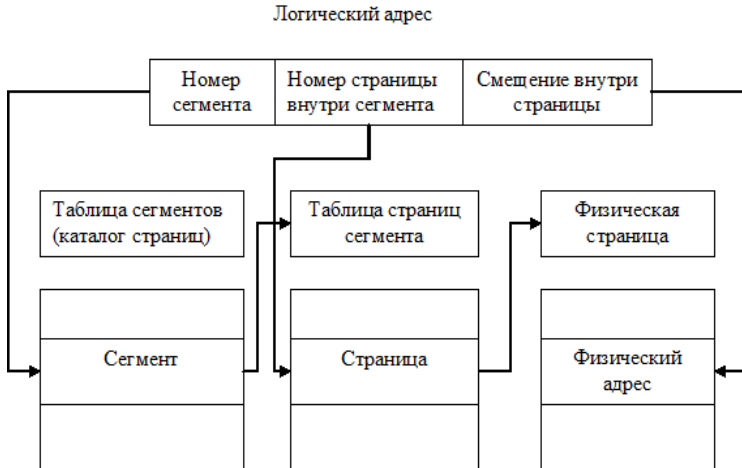 Логический адрес
Номер
сегмента
Номер страницы
внутри сегмента
Смещение внутри
страницы
Таблица сегментов
(каталог страниц)
Таблица страниц
сегмента
Физическая
страница
Сегмент
Страница
Физический
адрес